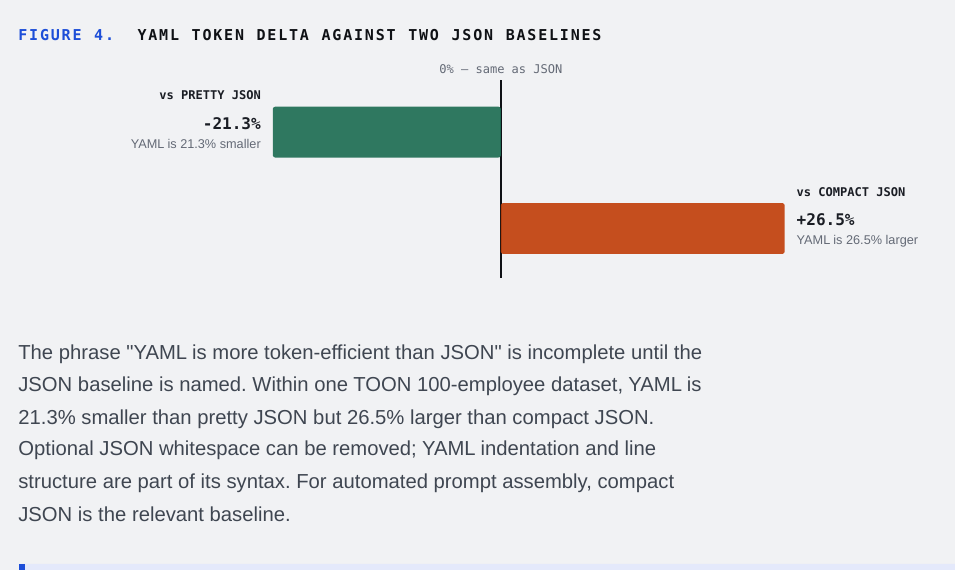 FIGURE 4. YAML TOKEN DELTA AGAINST TWO JSON BASELINES
0% — same as JSON
vs PRETTY JSON
-21.3%
YAML is 21.3% smaller
vs COMPACT JSON
+26.5%
YAML is 26.5% larger
The phrase "YAML is more token-efficient than JSON" is incomplete until the
JSON baseline is named. Within one TOON 100-employee dataset, YAML is
21.3% smaller than pretty JSON but 26.5% larger than compact JSON.
Optional JSON whitespace can be removed; YAML indentation and line
structure are part of its syntax. For automated prompt assembly, compact
JSON is the relevant baseline.